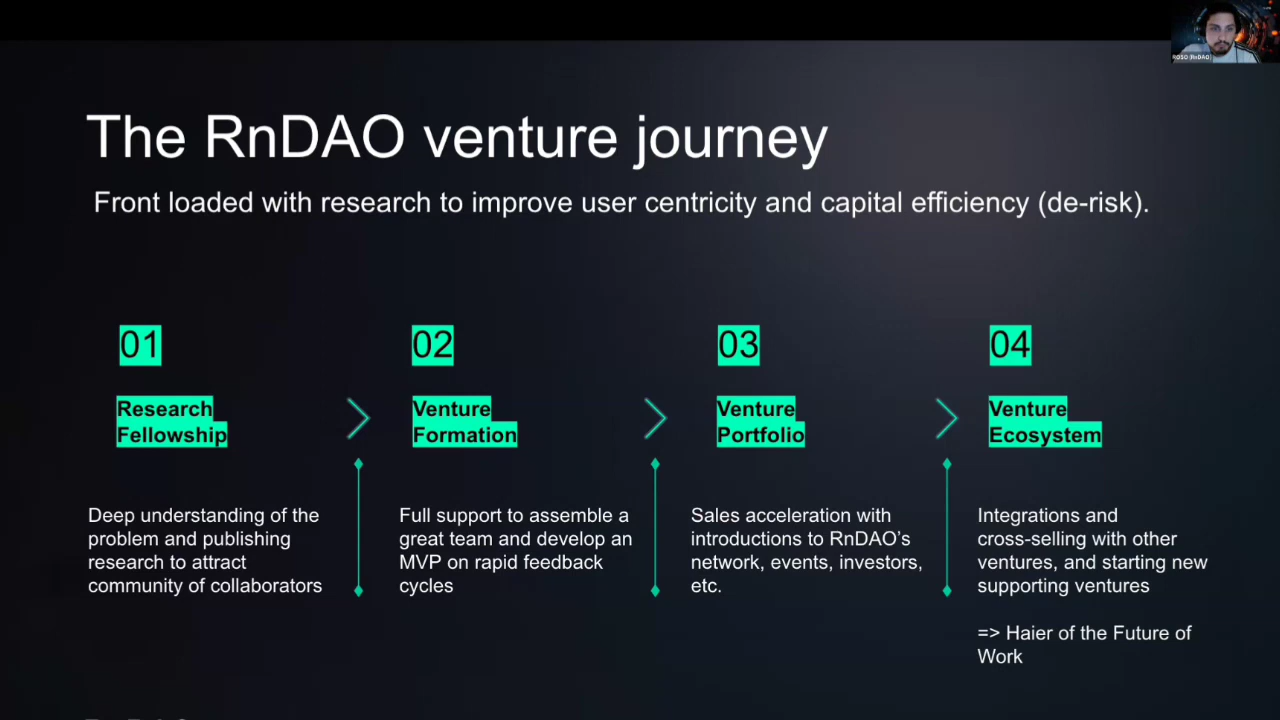 ROSO (RnDAO)
The RnDAO venture journey
Front loaded with research to improve user centricity and capital efficiency (de-risk).
01
Research
Fellowship
Deep understanding of the
problem and publishing
research to attract
community of collaborators
02
Venture
Formation
Full support to assemble a
great team and develop an
MVP on rapid feedback
cycles
03
Venture
Portfolio
Sales acceleration with
introductions to RnDAO’s
network, events, investors,
etc.
04
Venture
Ecosystem
Integrations and
cross-selling with other
ventures, and starting new
supporting ventures
=> Haier of the Future of
Work